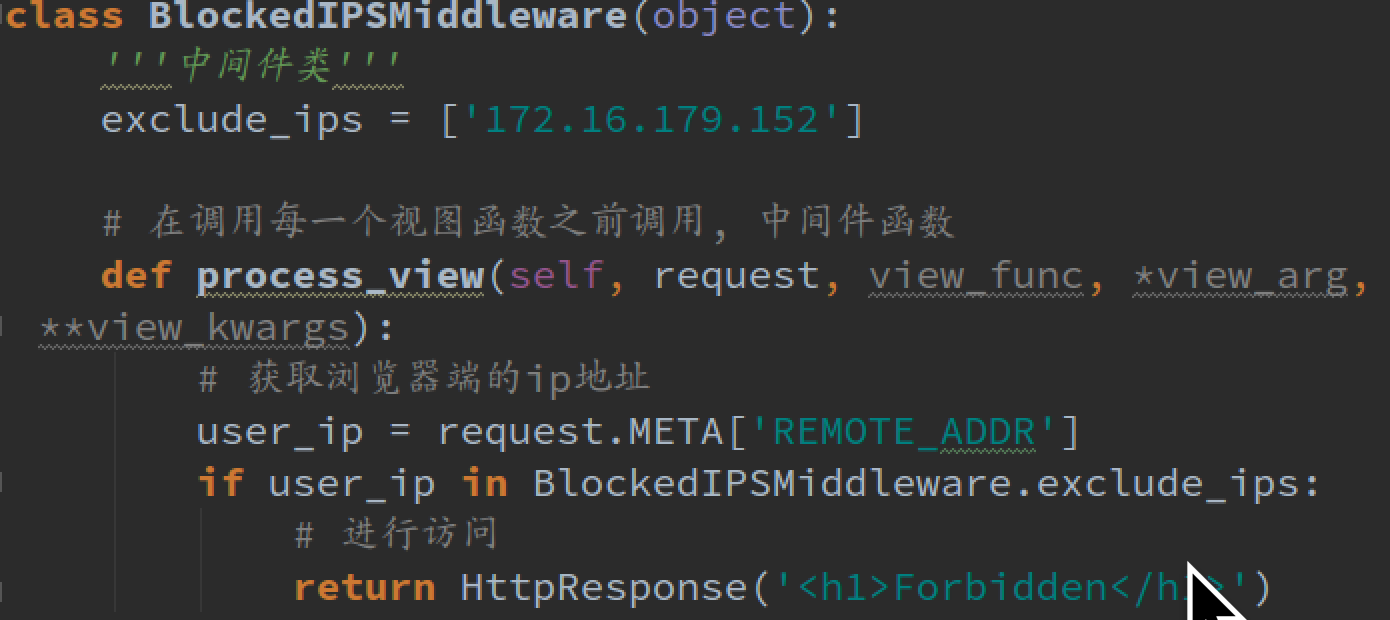 class BlockedIPSMiddleware(object):
    '''中间件类'''
    exclude_ips = ['172.16.179.152']
    # 在调用每一个视图函数之前调用, 中间件函数
    def process_view(self, request, view_func, *view_arg,
 **view_kwargs):
        # 获取浏览器端的ip地址
        user_ip = request.META['REMOTE_ADDR']
        if user_ip in BlockedIPSMiddleware.exclude_ips:
            # 进行访问
            return HttpResponse('<h1>Forbidden</h1>')